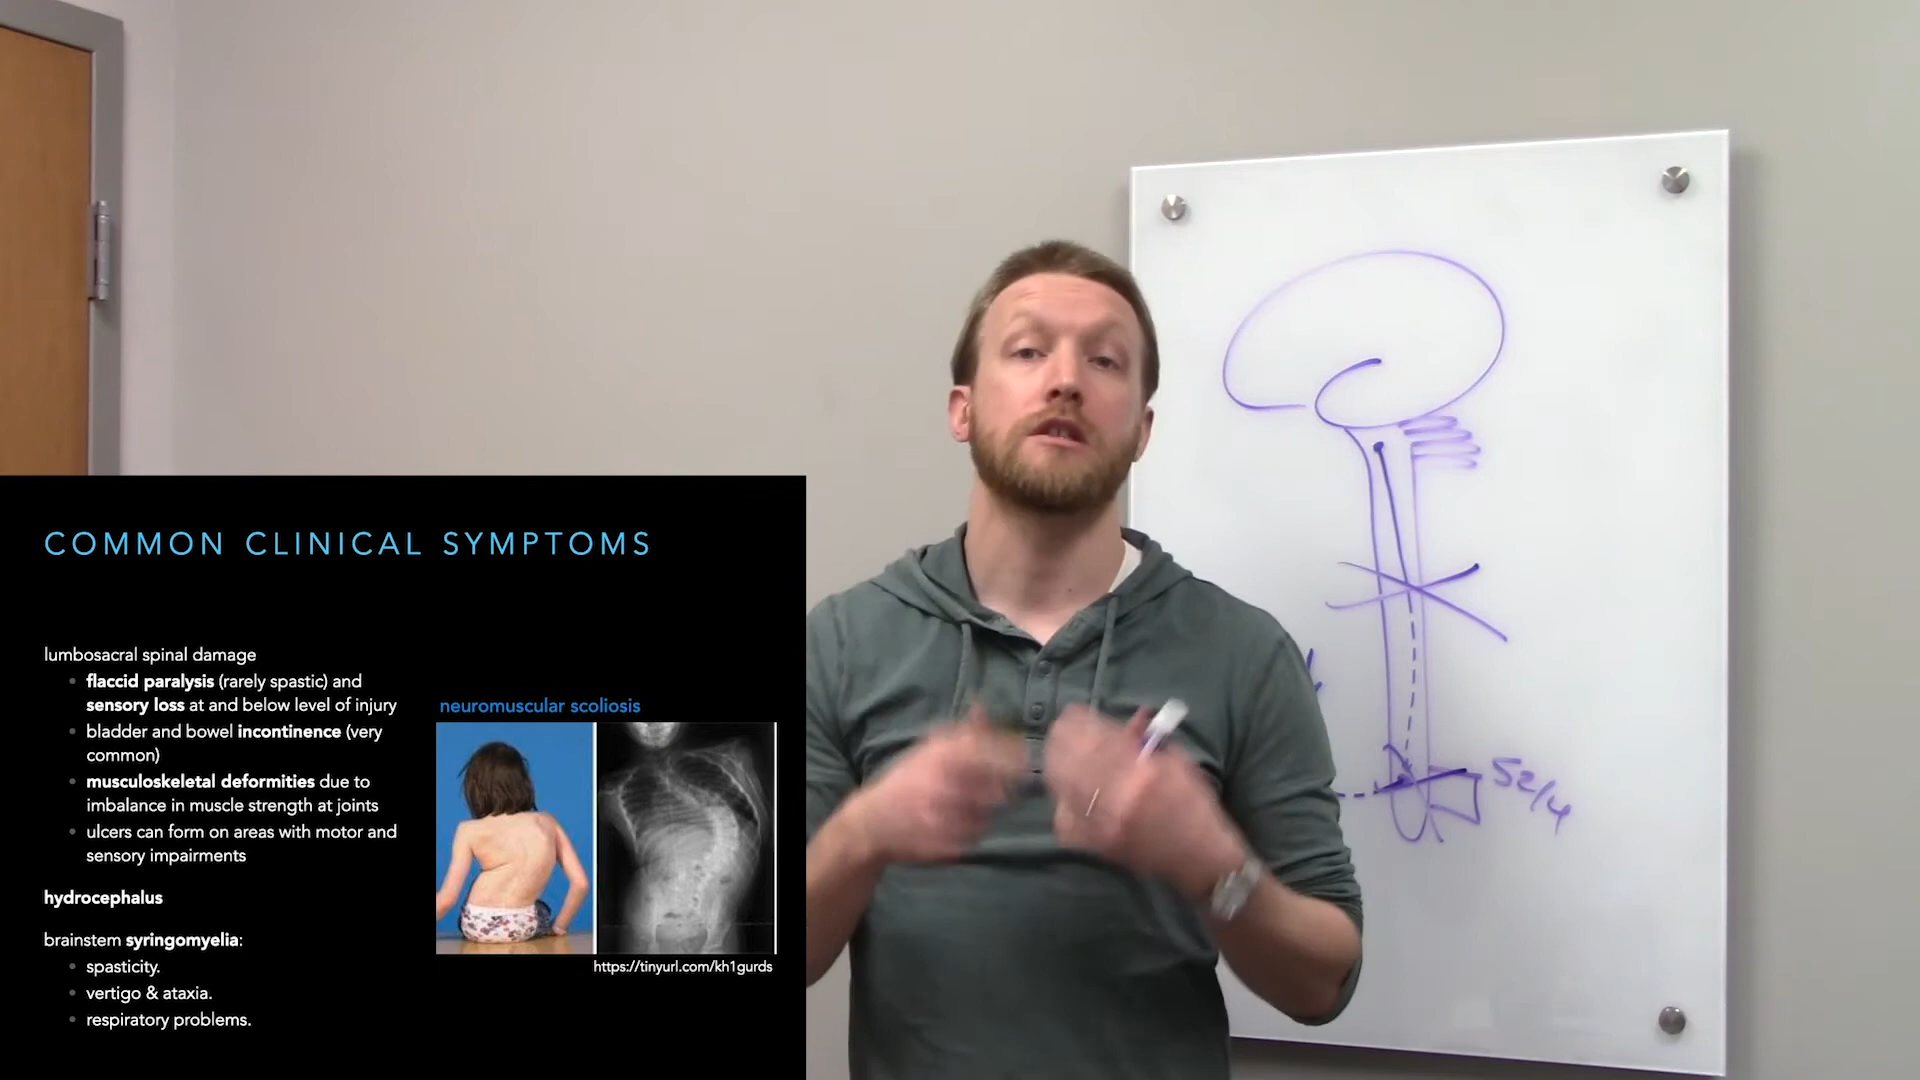 COMMON CLINICAL SYMPTOMS
lumbosacral spinal damage
• flaccid paralysis (rarely spastic) and
sensory loss at and below level of injury
• bladder and bowel incontinence (very
common)
• musculoskeletal deformities due to
imbalance in muscle strength at joints
• ulcers can form on areas with motor and
sensory impairments
hydrocephalus
brainstem syringomyelia:
• spasticity.
• vertigo & ataxia.
• respiratory problems.
neuromuscular scoliosis
https://tinyurl.com/kh1gurds
S2/4